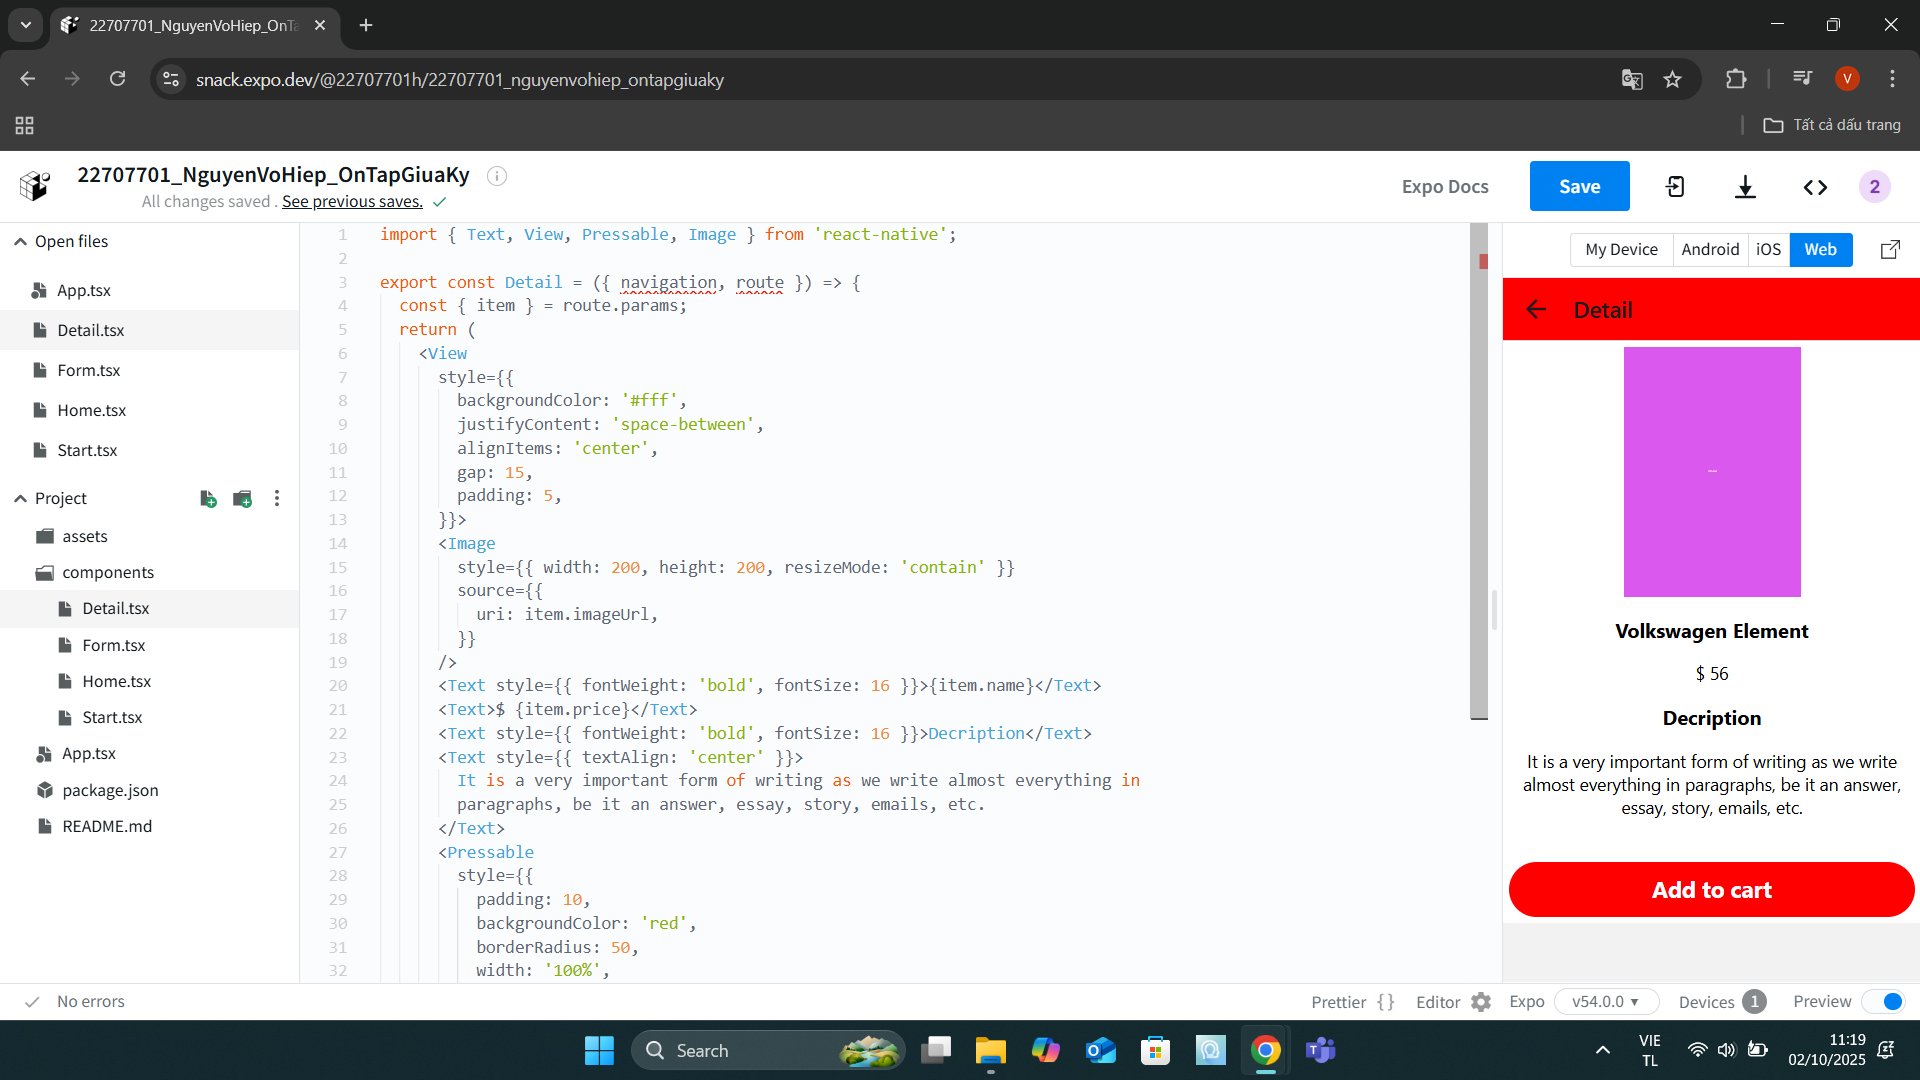 22707701_NguyenVoHiep_OnTa
snack.expo.dev/@22707701h/22707701_nguyenvohiep_ontapgiuaky
V
Tất cả dấu trang
22707701_NguyenVoHiep_OnTapGiuaKy
All changes saved . See previous saves.
Expo Docs
Save
2
Open files
App.tsx
Detail.tsx
Form.tsx
Home.tsx
Start.tsx
Project
assets
components
Detail.tsx
Form.tsx
Home.tsx
Start.tsx
App.tsx
package.json
README.md
1 import { Text, View, Pressable, Image } from 'react-native';
2
3 export const Detail = ({ navigation, route }) => {
4 const { item } = route.params;
5 return (
6 <View
7 style={{
8 backgroundColor: '#fff',
9 justifyContent: 'space-between',
10 alignItems: 'center',
11 gap: 15,
12 padding: 5,
13 }}>
14 <Image
15 style={{ width: 200, height: 200, resizeMode: 'contain' }}
16 source={{
17 uri: item.imageUrl,
18 }}
19 />
20 <Text style={{ fontWeight: 'bold', fontSize: 16 }}>{item.name}</Text>
21 <Text>$ {item.price}</Text>
22 <Text style={{ fontWeight: 'bold', fontSize: 16 }}>Decription</Text>
23 <Text style={{ textAlign: 'center' }}>
24 It is a very important form of writing as we write almost everything in
25 paragraphs, be it an answer, essay, story, emails, etc.
26 </Text>
27 <Pressable
28 style={{
29 padding: 10,
30 backgroundColor: 'red',
31 borderRadius: 50,
32 width: '100%',
My Device Android iOS Web
Detail
Volkswagen Element
$ 56
Decription
It is a very important form of writing as we write
almost everything in paragraphs, be it an answer,
essay, story, emails, etc.
Add to cart
No errors
Prettier {} Editor Expo v54.0.0 Devices 1 Preview
Search
VIE
TL
11:19
02/10/2025